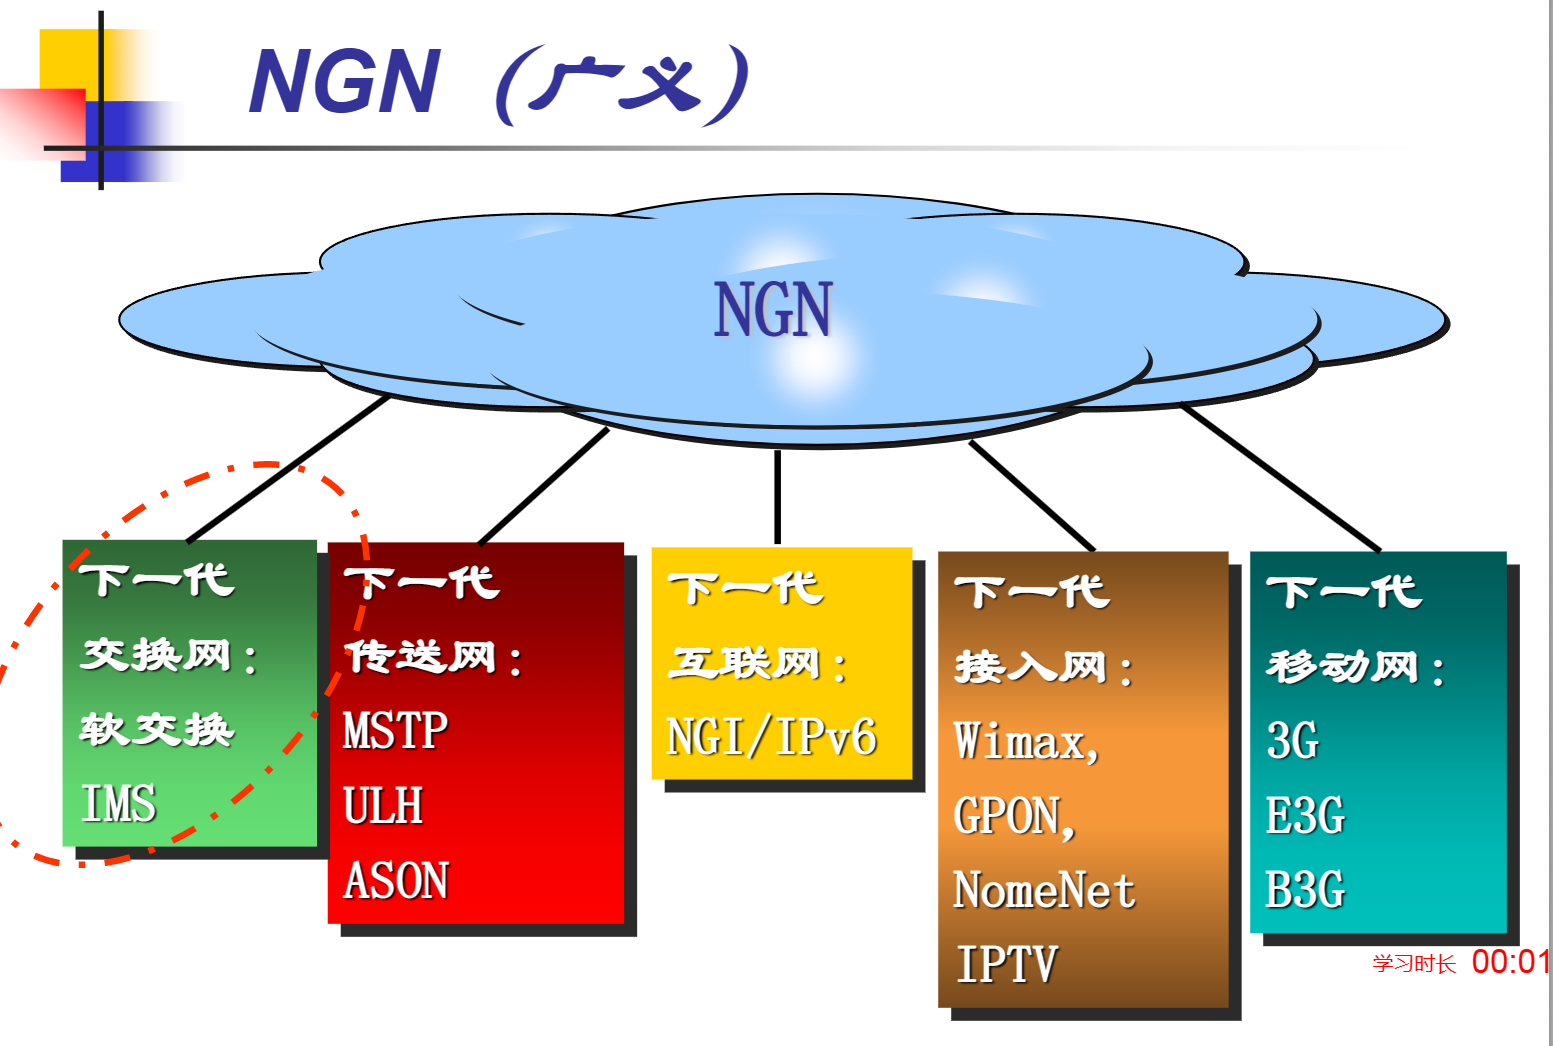 NGN（广义）
NGN
下一代
交换网：
软交换
IMS
下一代
传送网：
MSTP
ULH
ASON
下一代
互联网：
NGI/IPv6
下一代
接入网：
Wimax,
GPON,
NomeNet
IPTV
下一代
移动网：
3G
E3G
B3G
学习时长 00:01